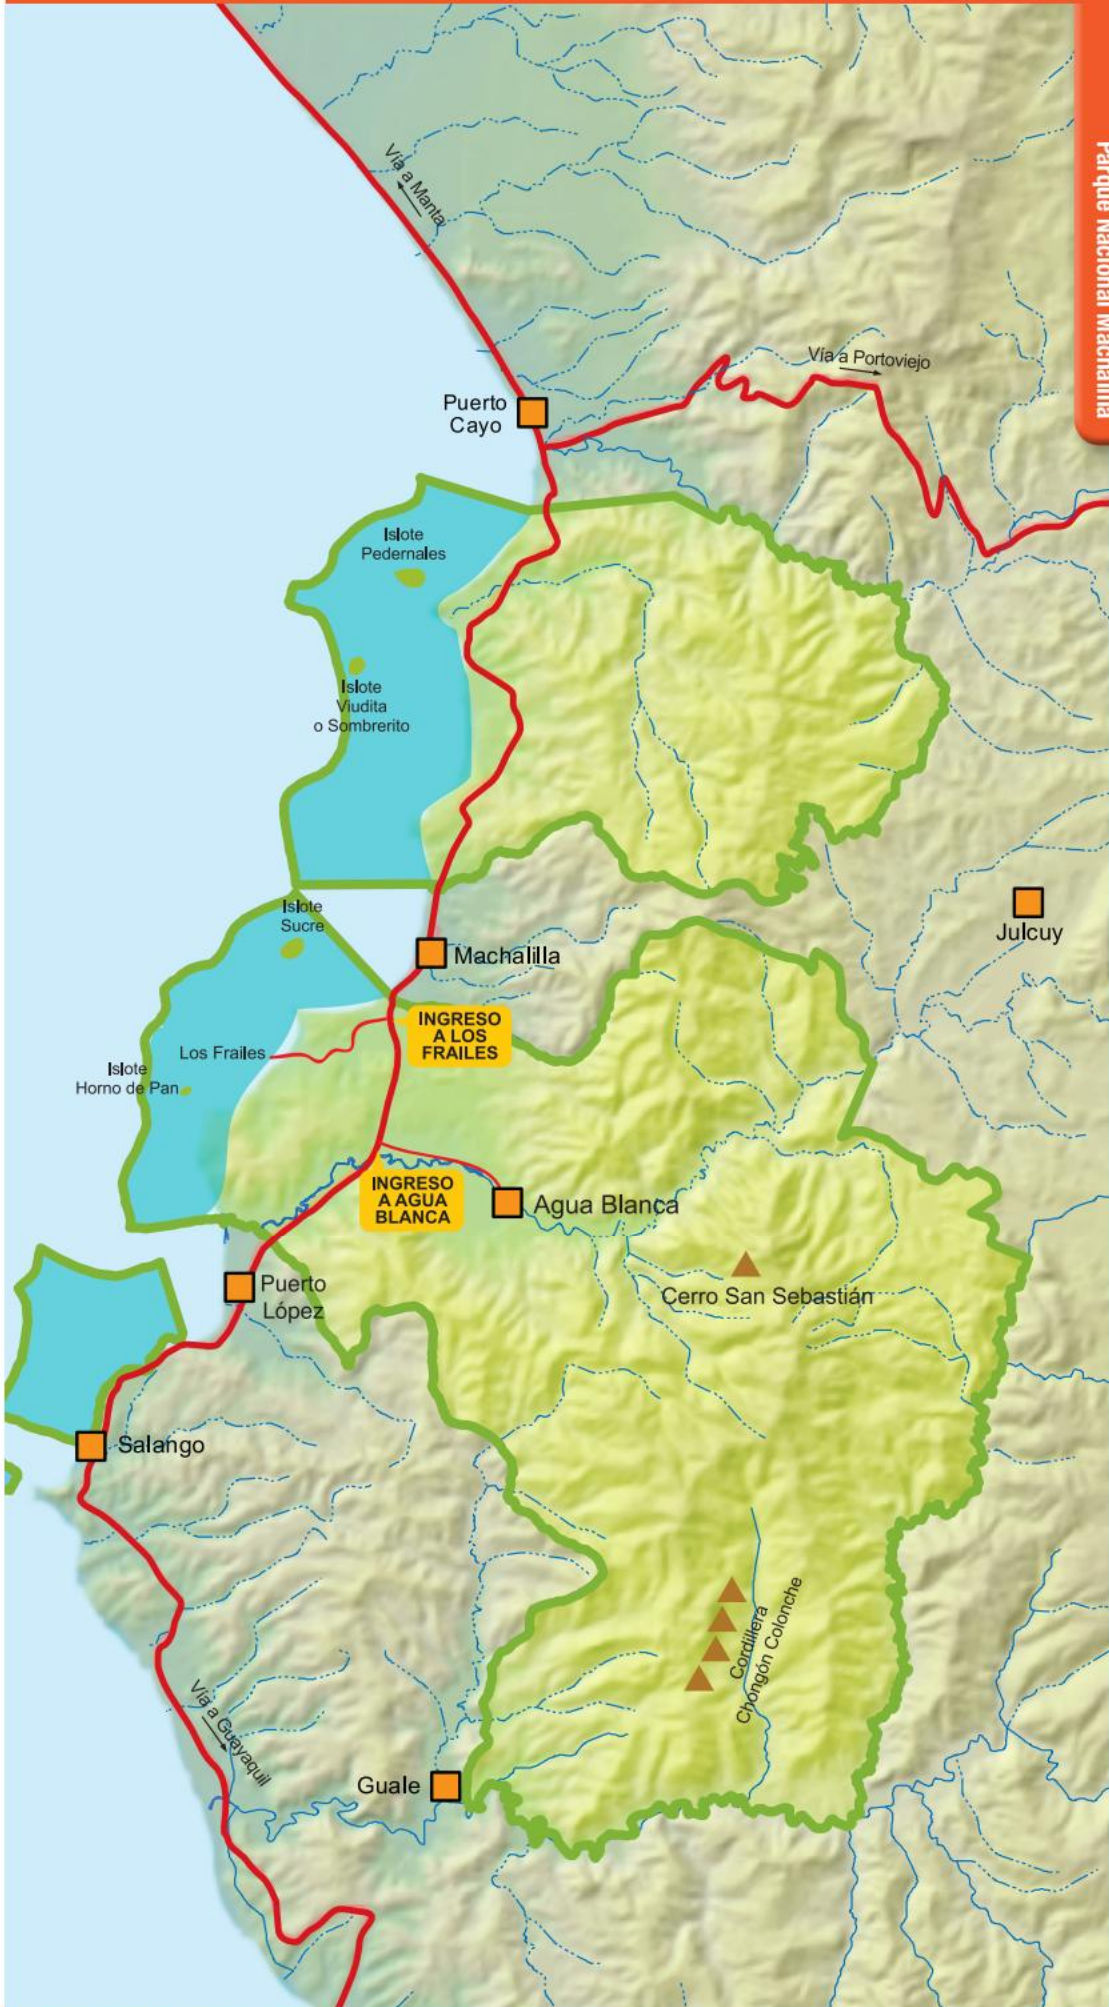 Parque Nacional Machalilla
Vía a Manta
Vía a Portoviejo
Puerto
Cayo
Islote
Pedernales
Islote
Viudita
o Sombrerito
Islote
Sucre
Julcuy
Machalilla
INGRESO
A LOS
FRAILES
Los Frailes
Islote
Horno de Pan
INGRESO
A AGUA
BLANCA
Agua Blanca
Puerto
López
Cerro San Sebastián
Salango
Cordillera
Chongón Colonche
Vía a Guayaquil
Guale